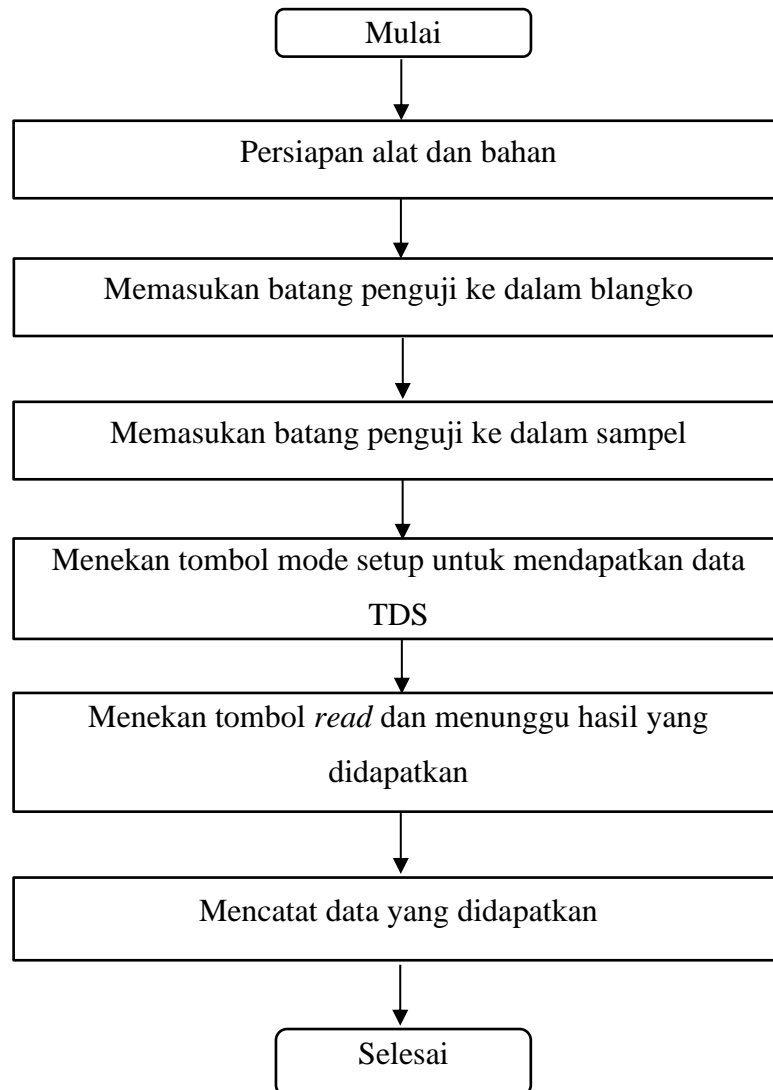 Mulai
Persiapan alat dan bahan
Memasukan batang penguji ke dalam blangko
Memasukan batang penguji ke dalam sampel
Menekan tombol mode setup untuk mendapatkan data
TDS
Menekan tombol read dan menunggu hasil yang
didapatkan
Mencatat data yang didapatkan
Selesai